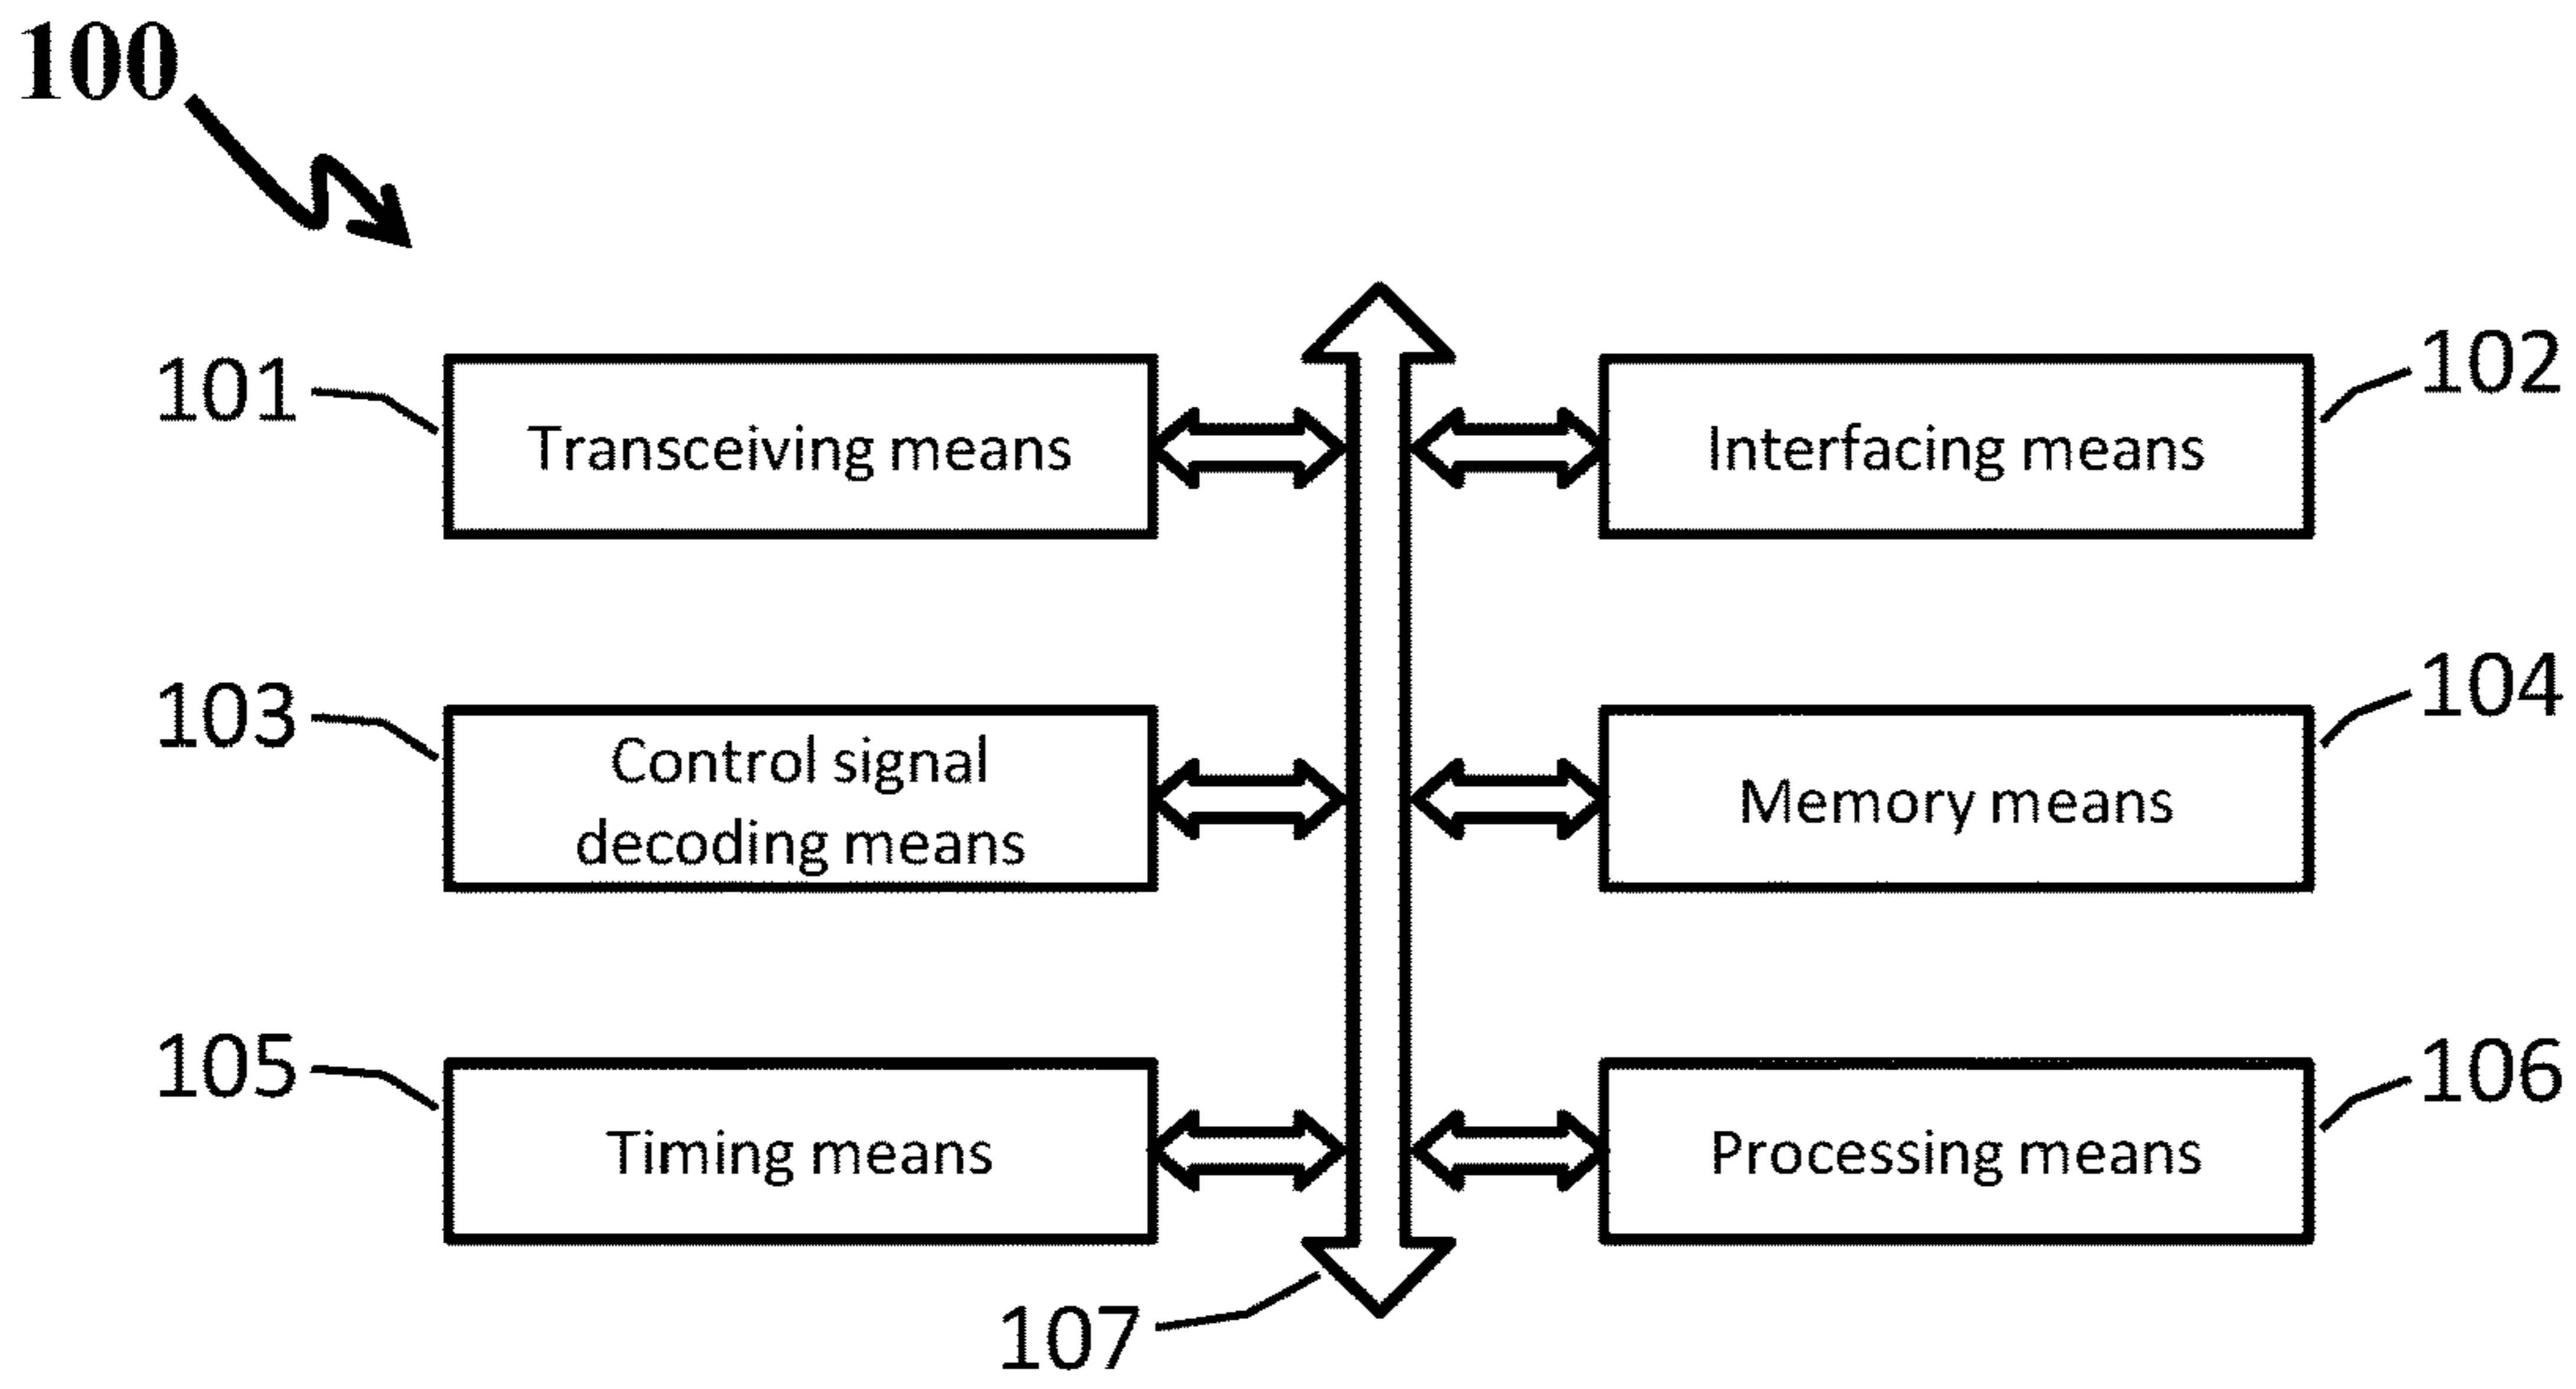 100
101
Transceiving means
Interfacing means
102
103
Control signal
decoding means
Memory means
104
105
Timing means
Processing means
106
107